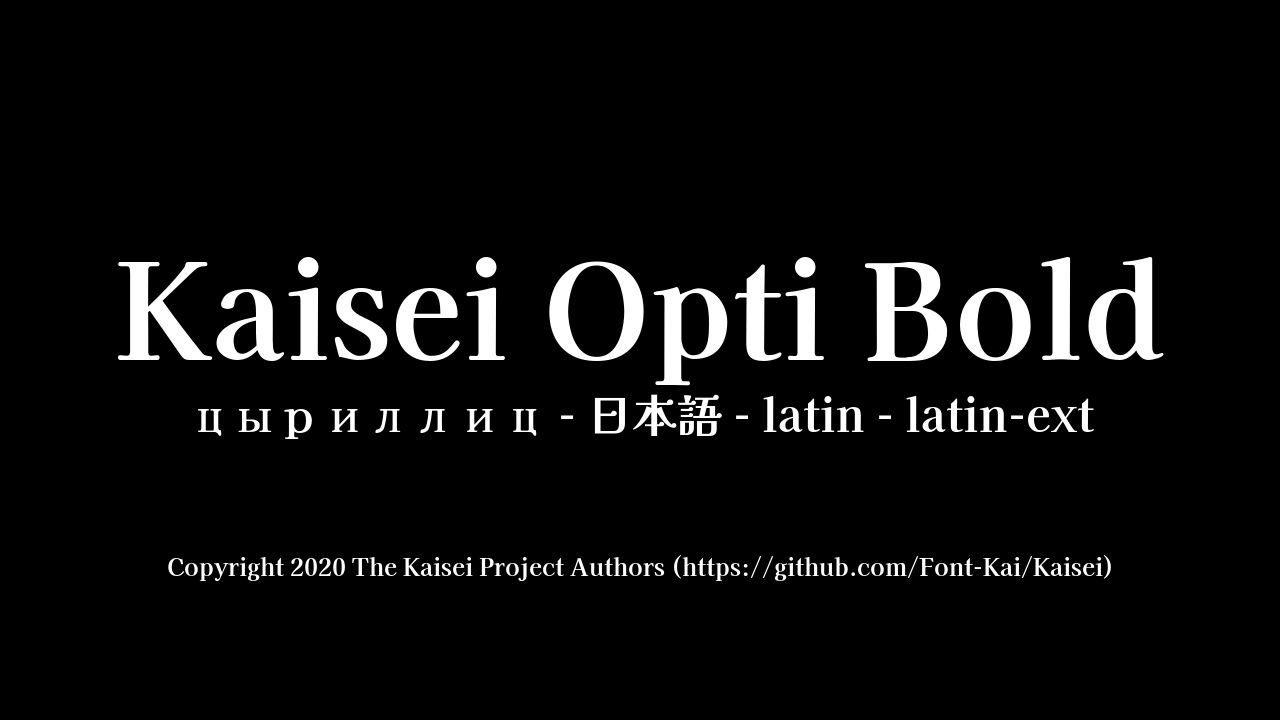 Kaisei Opti Bold
цыриллиц - 日本語 - latin - latin-ext
Copyright 2020 The Kaisei Project Authors (https://github.com/Font-Kai/Kaisei)